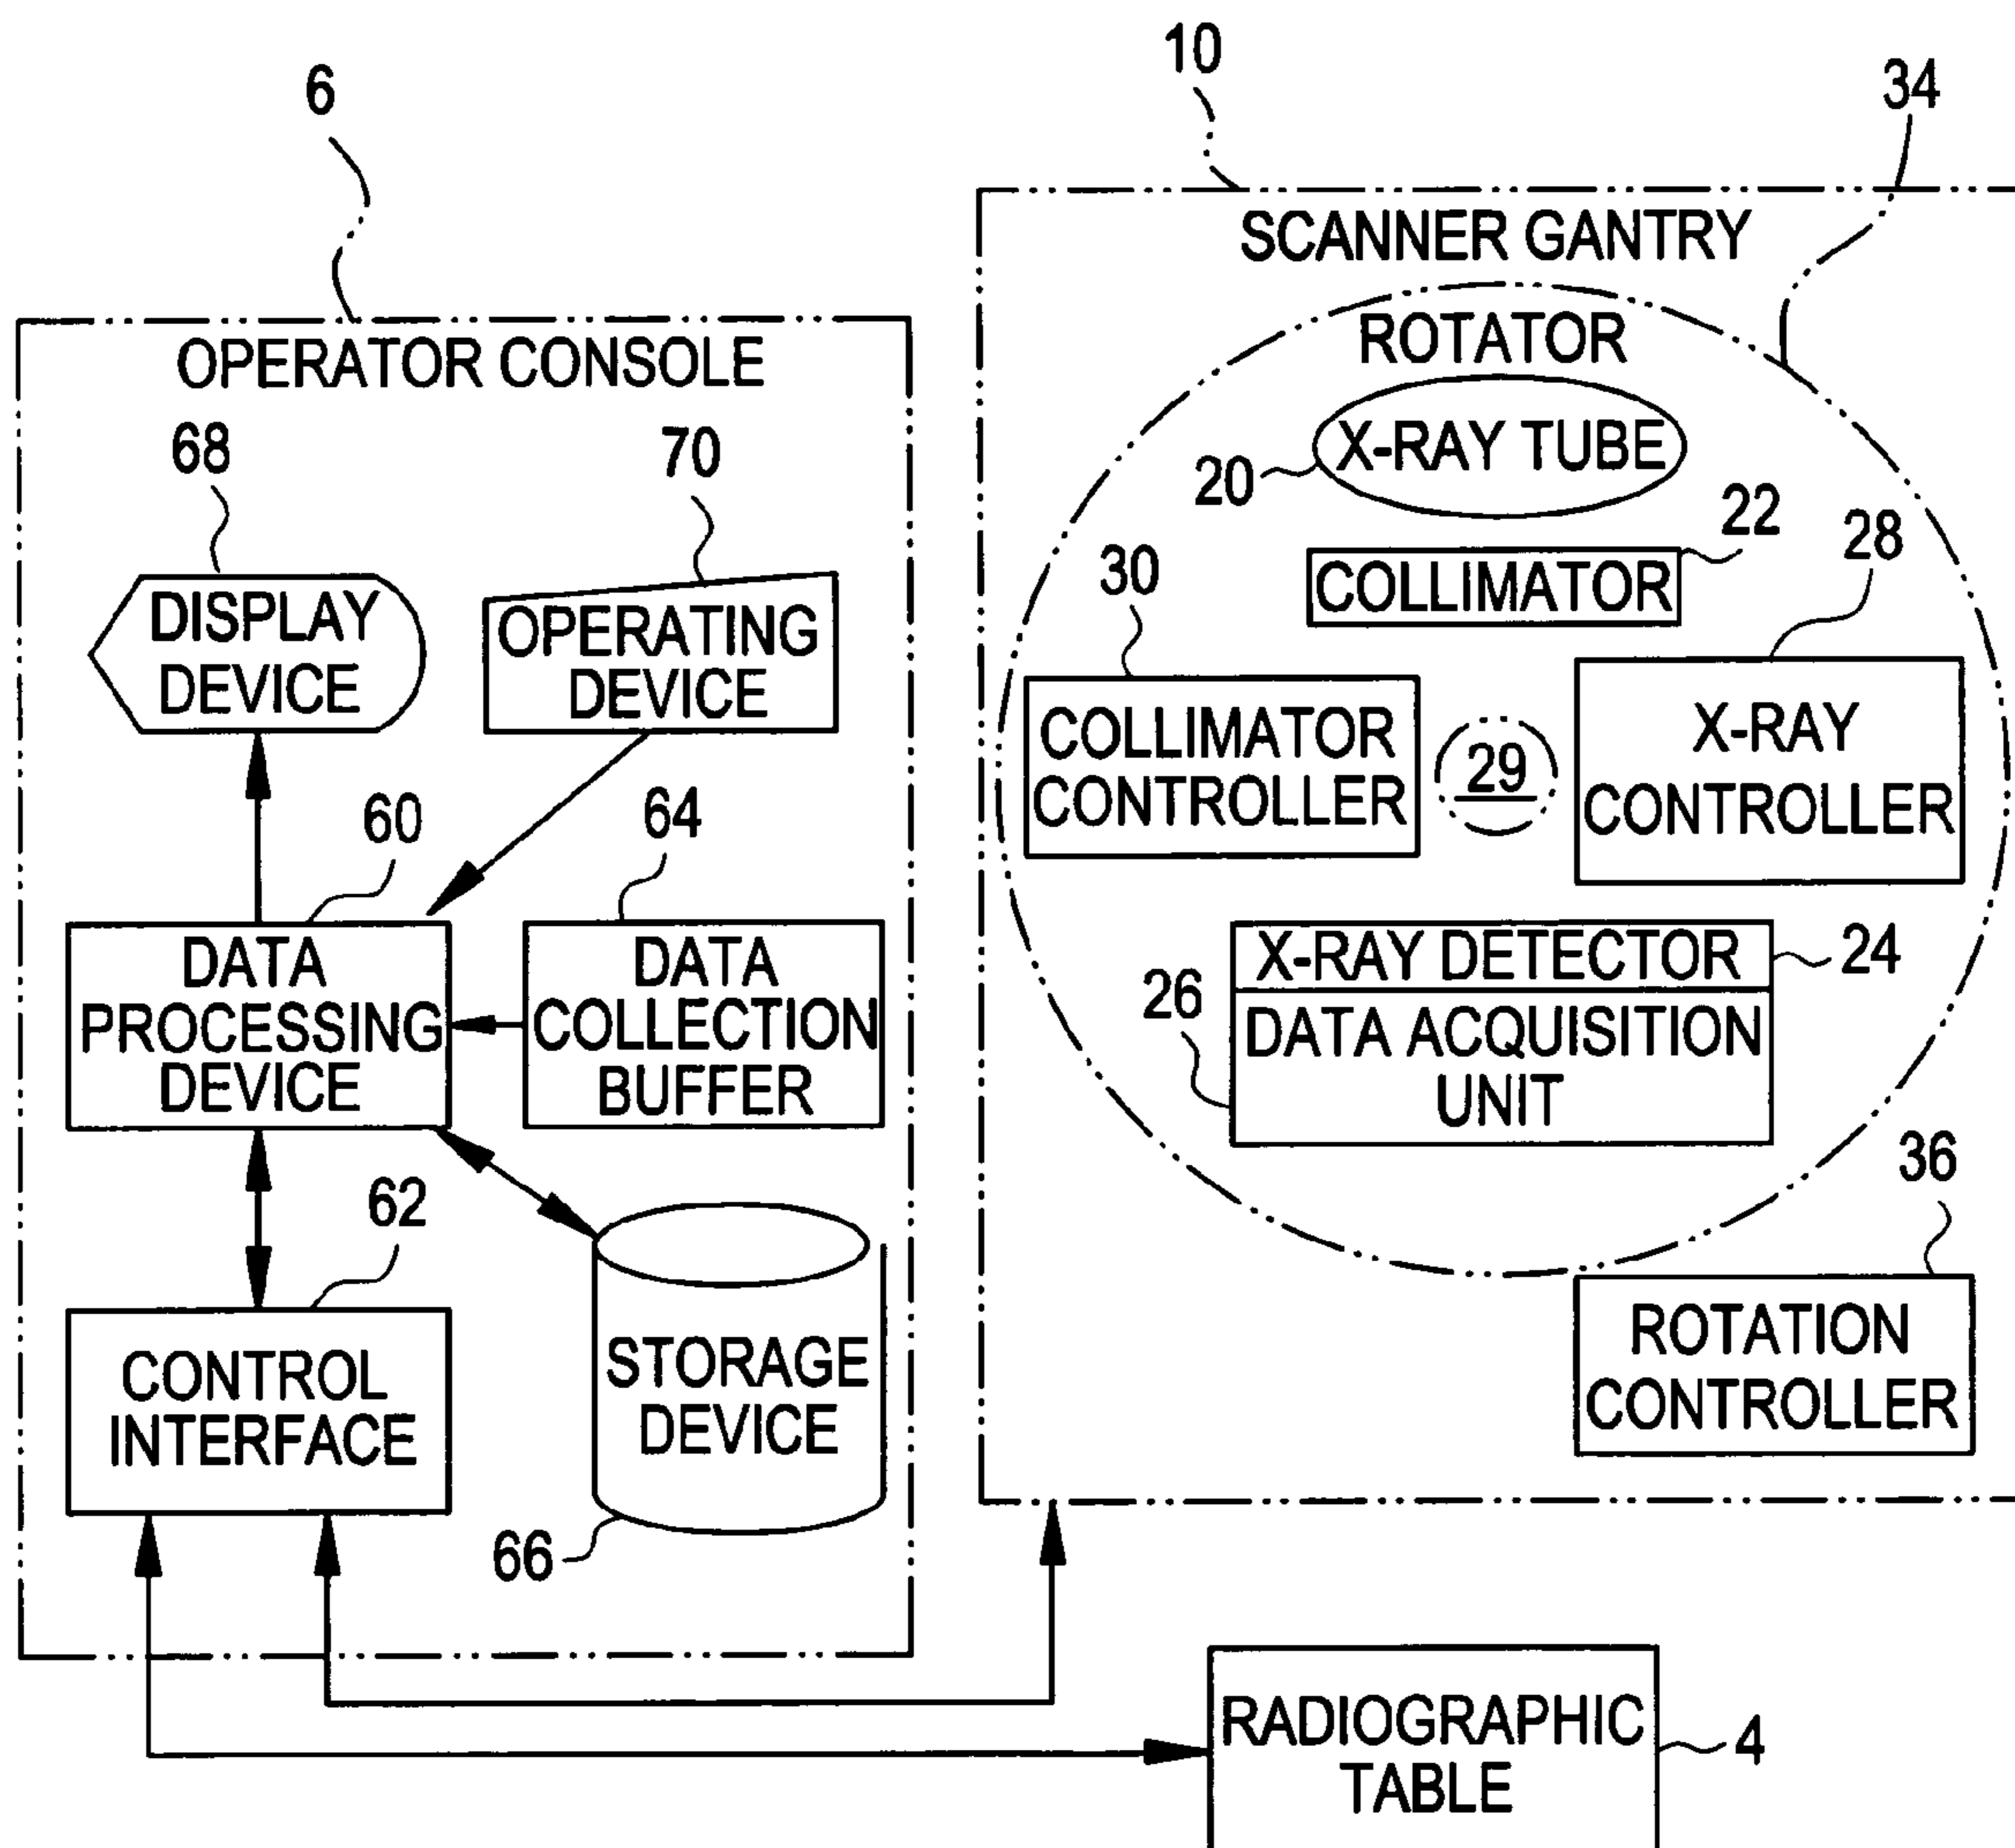 10
34
6
SCANNER GANTRY
ROTATOR
OPERATOR CONSOLE
X-RAY TUBE
20
68
70
22
COLLIMATOR
28
30
DISPLAY
DEVICE
OPERATING
DEVICE
COLLIMATOR
CONTROLLER
29
X-RAY
CONTROLLER
60
64
DATA
PROCESSING
DEVICE
DATA
COLLECTION
BUFFER
X-RAY DETECTOR
24
26
DATA ACQUISITION
UNIT
36
62
ROTATION
CONTROLLER
CONTROL
INTERFACE
STORAGE
DEVICE
66
RADIOGRAPHIC
TABLE
4